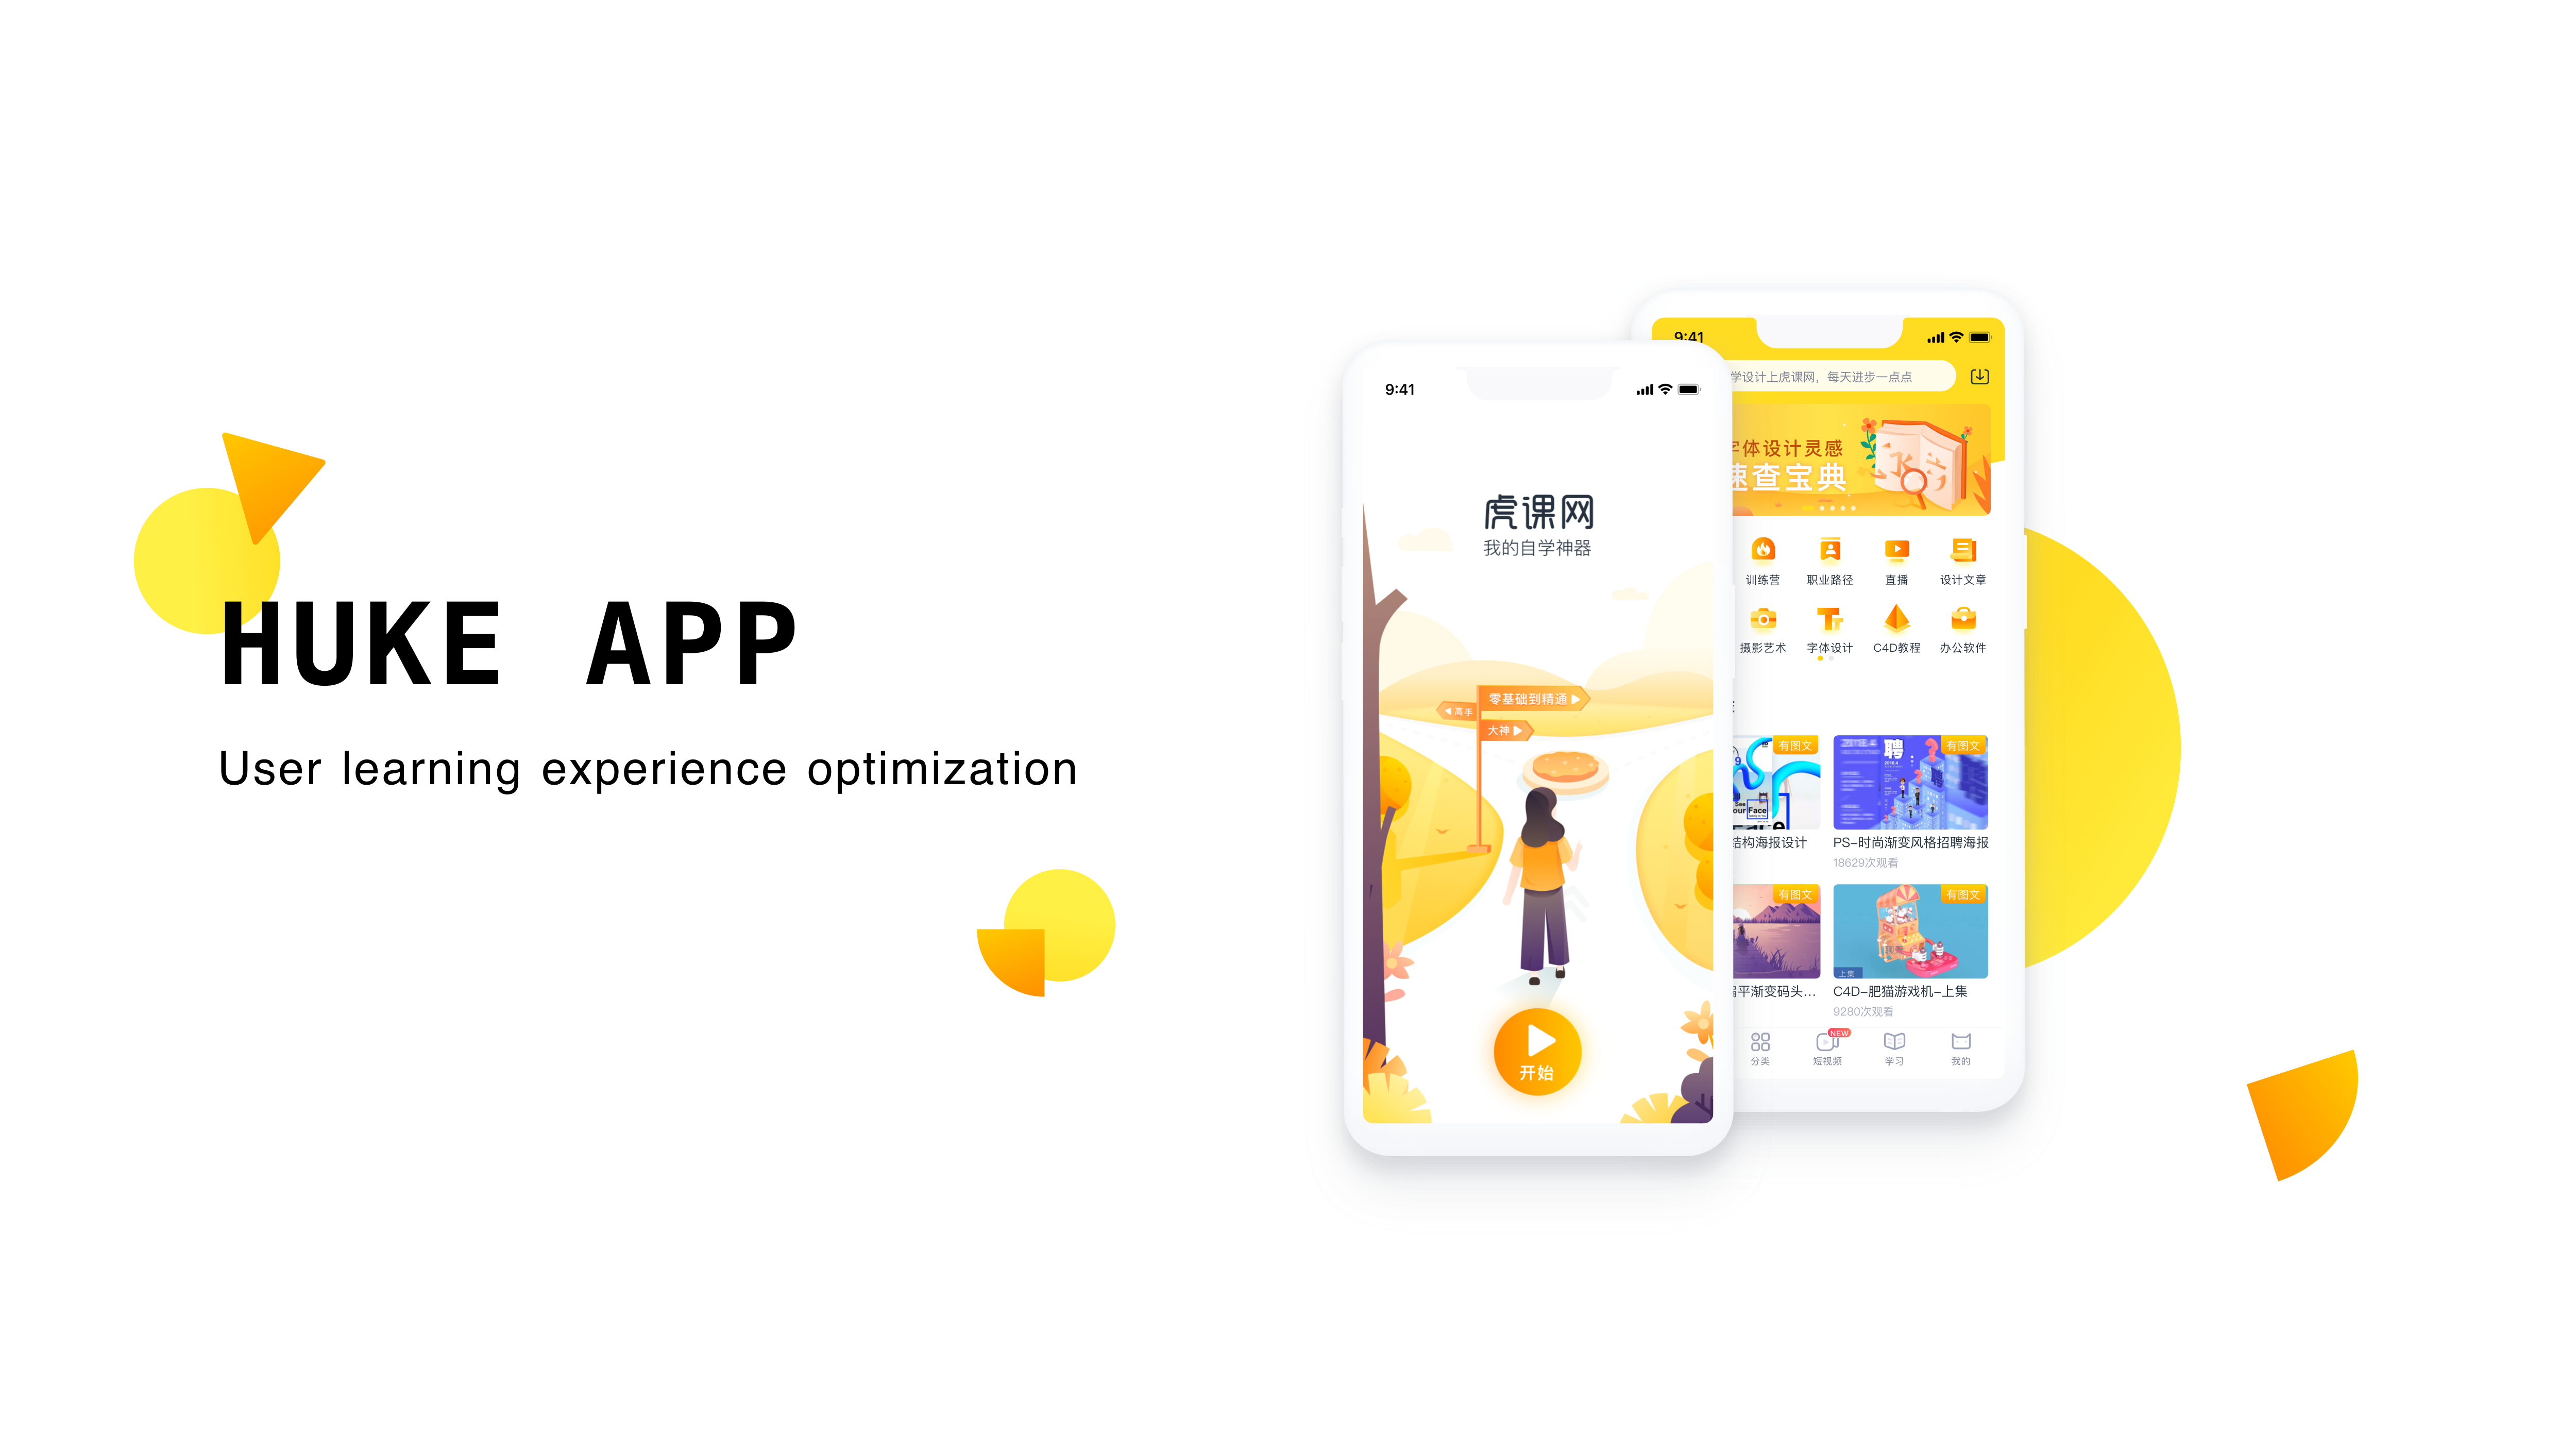 HUKE APP
User learning experience optimization
9:41
虎课网
我的自学神器
零基础到精通
高手
大神
开始
9:41
学设计上虎课网，每天进步一点点
字体设计灵感
速查宝典
训练营
职业路径
直播
设计文章
摄影艺术
字体设计
C4D教程
办公软件
有图文
See
our Face
有图文
聘
结构海报设计
PS-时尚渐变风格招聘海报
18629次观看
有图文
有图文
上集
平渐变码头...
C4D-肥猫游戏机-上集
9280次观看
NEW
分类
短视频
学习
我的